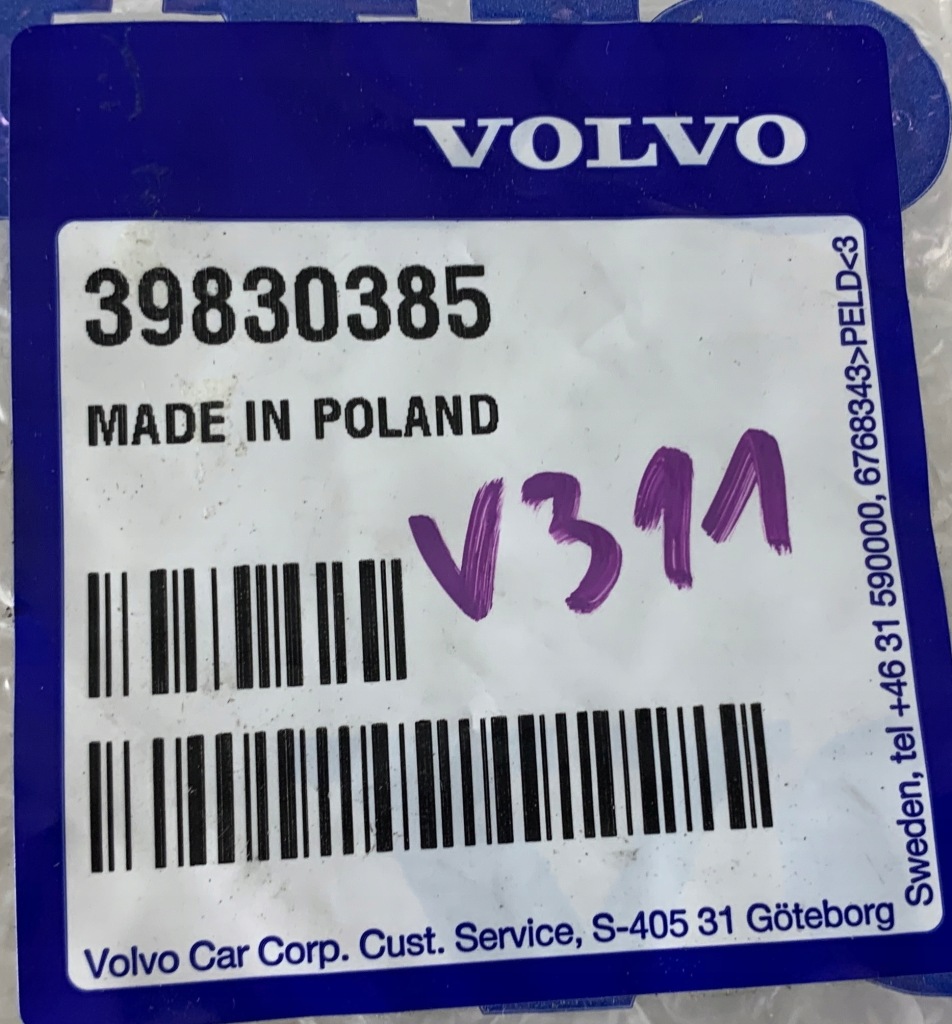 VOLVO
39830385
MADE IN POLAND
V391
Volvo Car Corp. Cust. Service, S-405 31 Göteborg
Sweden, tel +46 31 590000, 6768343>PELD<3